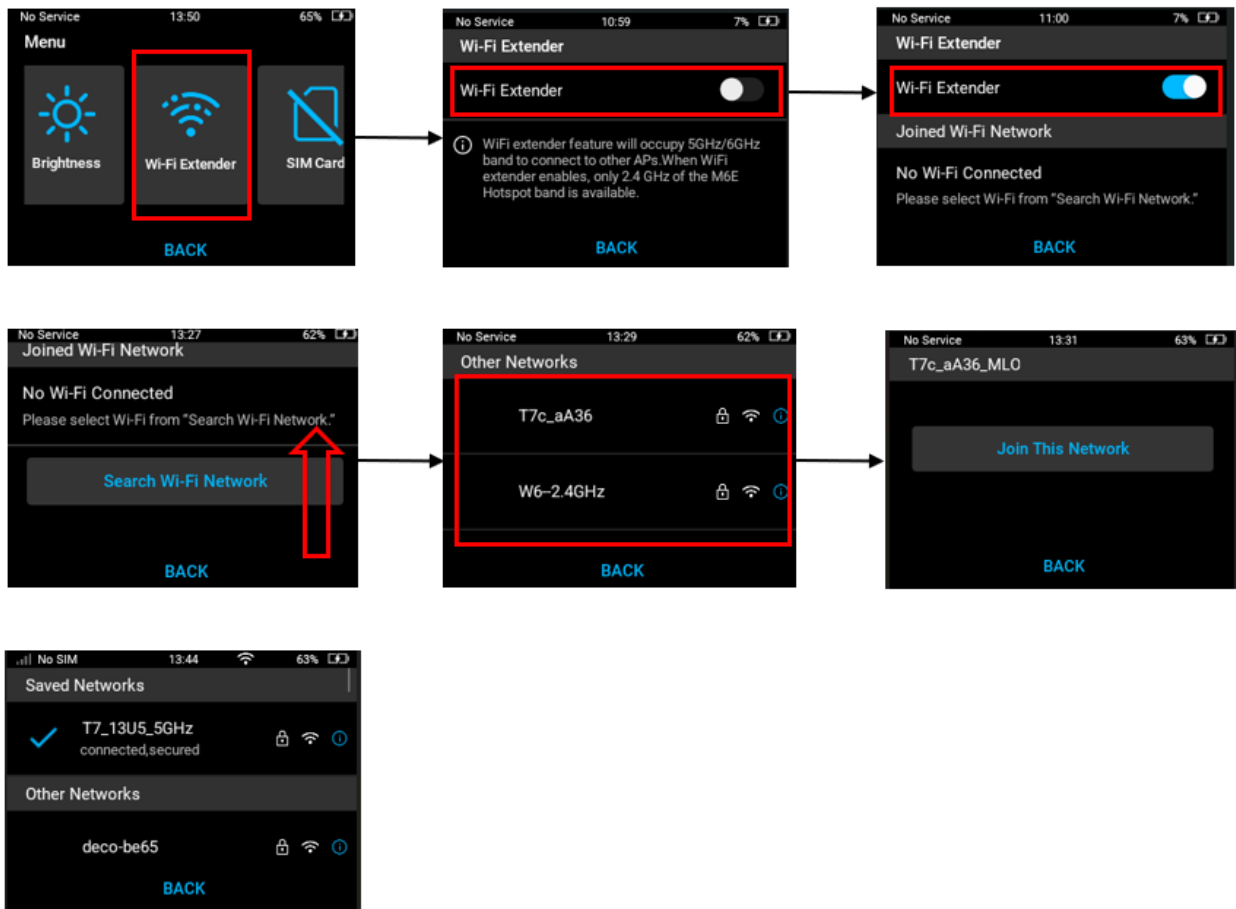 No Service 13:50 65%
Menu
Brightness Wi-Fi Extender SIM Card
BACK
No Service 10:59 7%
Wi-Fi Extender
Wi-Fi Extender
WiFi extender feature will occupy 5GHz/6GHz
band to connect to other APs.When WiFi
extender enables, only 2.4 GHz of the M6E
Hotspot band is available.
BACK
No Service 11:00 7%
Wi-Fi Extender
Wi-Fi Extender
Joined Wi-Fi Network
No Wi-Fi Connected
Please select Wi-Fi from “Search Wi-Fi Network.”
BACK
No Service 13:27 62%
Joined Wi-Fi Network
No Wi-Fi Connected
Please select Wi-Fi from “Search Wi-Fi Network.”
Search Wi-Fi Network
BACK
No Service 13:29 62%
Other Networks
T7c_aA36
W6–2.4GHz
BACK
No Service 13:31 63%
T7c_aA36_MLO
Join This Network
BACK
No SIM 13:44 63%
Saved Networks
T7_13U5_5GHz
connected,secured
Other Networks
deco-be65
BACK